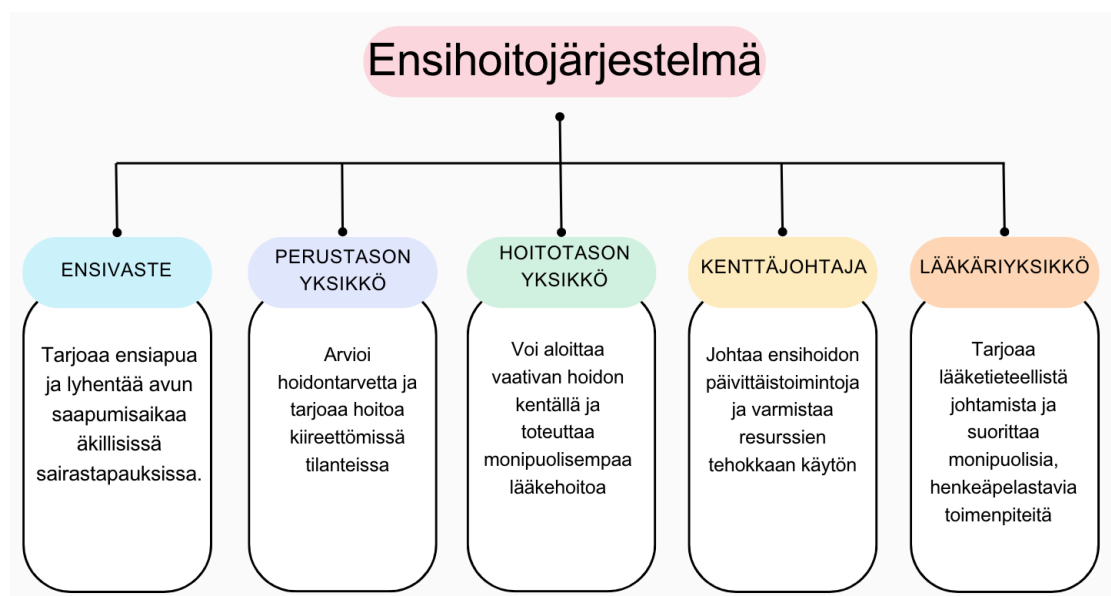 Ensihoitojärjestelmä
ENSIVASTE
Tarjoaa ensiapua
ja lyhentää avun
saapumisaikaa
äkillisissä
sairastapauksissa.
PERUSTASON
YKSIKKÖ
Arvioi
hoidontarvetta ja
tarjoaa hoitoa
kiireettömissä
tilanteissa
HOITOTASON
YKSIKKÖ
Voi aloittaa
vaativan hoidon
kentällä ja
toteuttaa
monipuolisempaa
lääkehoitoa
KENTTÄJOHTAJA
Johtaa ensihoidon
päivittäistoimintoja
ja varmistaa
resurssien
tehokkaan käytön
LÄÄKÄRIYKSIKKÖ
Tarjoaa
lääketieteellistä
johtamista ja
suorittaa
monipuolisia,
henkeäpelastavia
toimenpiteitä